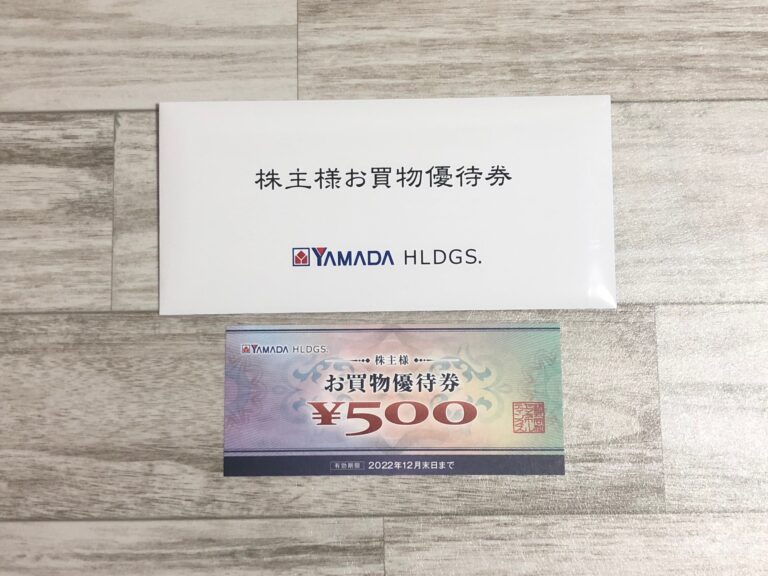 株主様お買物優待券
YAMADA HLDGS.
YAMADA HLDGS.
株主様
お買物優待券
¥500
有効期限 2022年12月末日まで